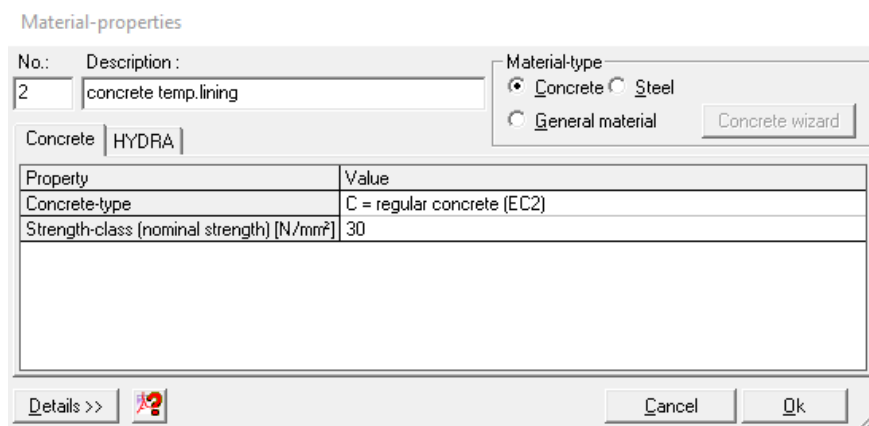 Material-properties
No.: Description :
2 concrete temp.lining
Material-type
Concrete Steel
General material Concrete wizard
Concrete HYDRA
Property Value
Concrete-type C = regular concrete (EC2)
Strength-class (nominal strength) [N/mm²] 30
Details >> Cancel Ok